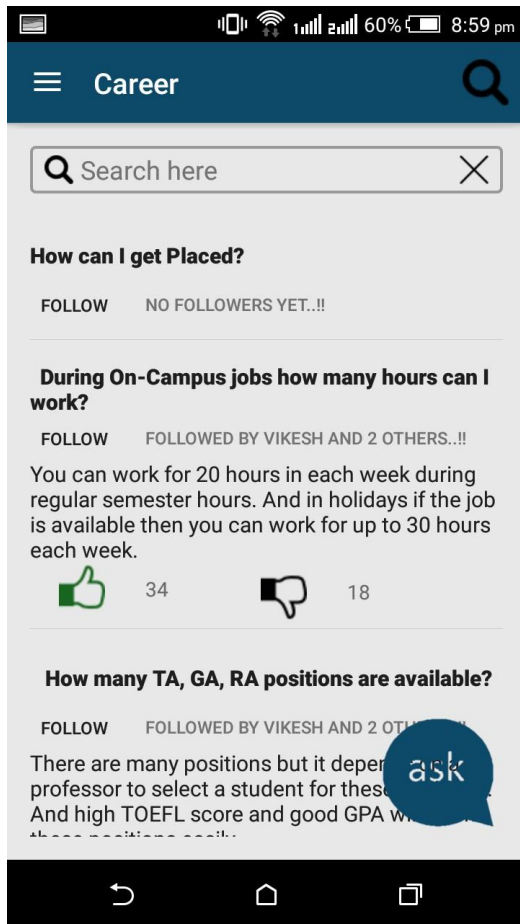 60% 8:59 pm
Career
Search here
How can I get Placed?
FOLLOW NO FOLLOWERS YET..!!
During On-Campus jobs how many hours can I
work?
FOLLOW FOLLOWED BY VIKESH AND 2 OTHERS..!!
You can work for 20 hours in each week during
regular semester hours. And in holidays if the job
is available then you can work for up to 30 hours
each week.
34 18
How many TA, GA, RA positions are available?
FOLLOW FOLLOWED BY VIKESH AND 2
There are many positions but it
ask
professor to select a student for
And high TOEFL score and good GPA